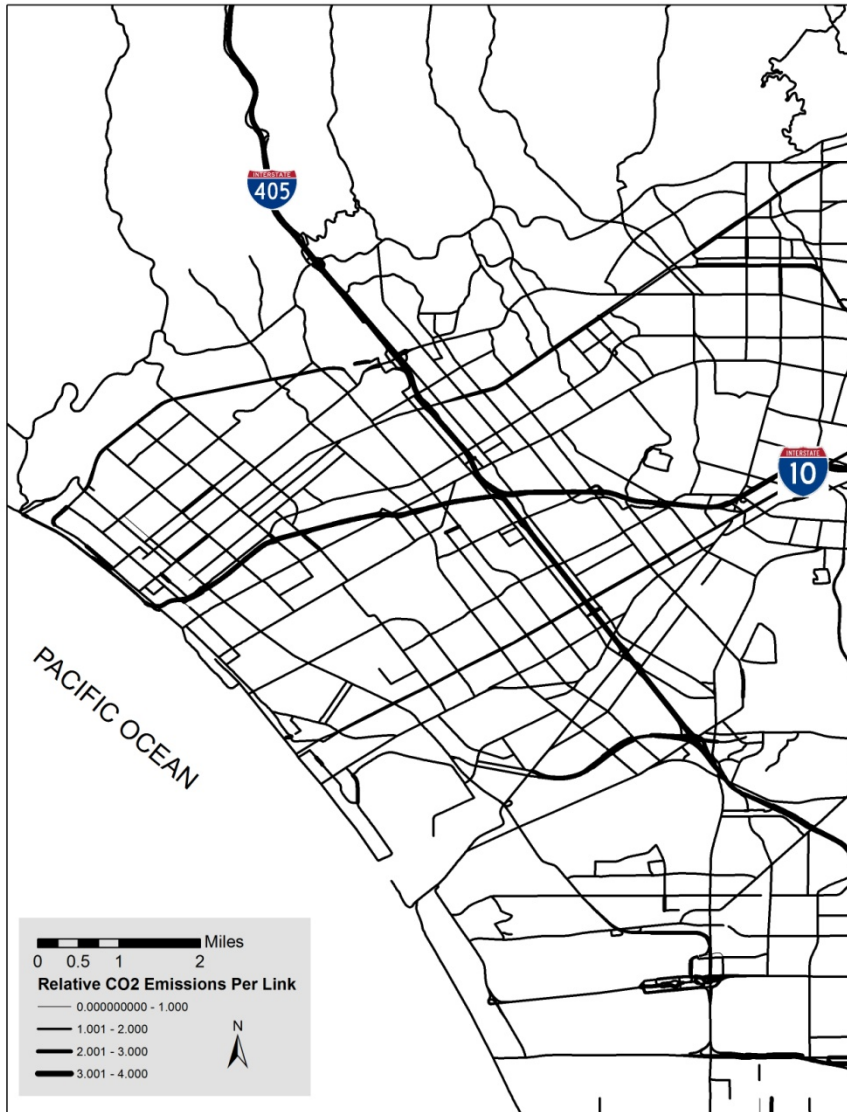 INTERSTATE
405
INTERSTATE
10
PACIFIC OCEAN
Miles
0 0.5 1 2
Relative CO2 Emissions Per Link
0.000000000 - 1.000
1.001 - 2.000
2.001 - 3.000
3.001 - 4.000
N